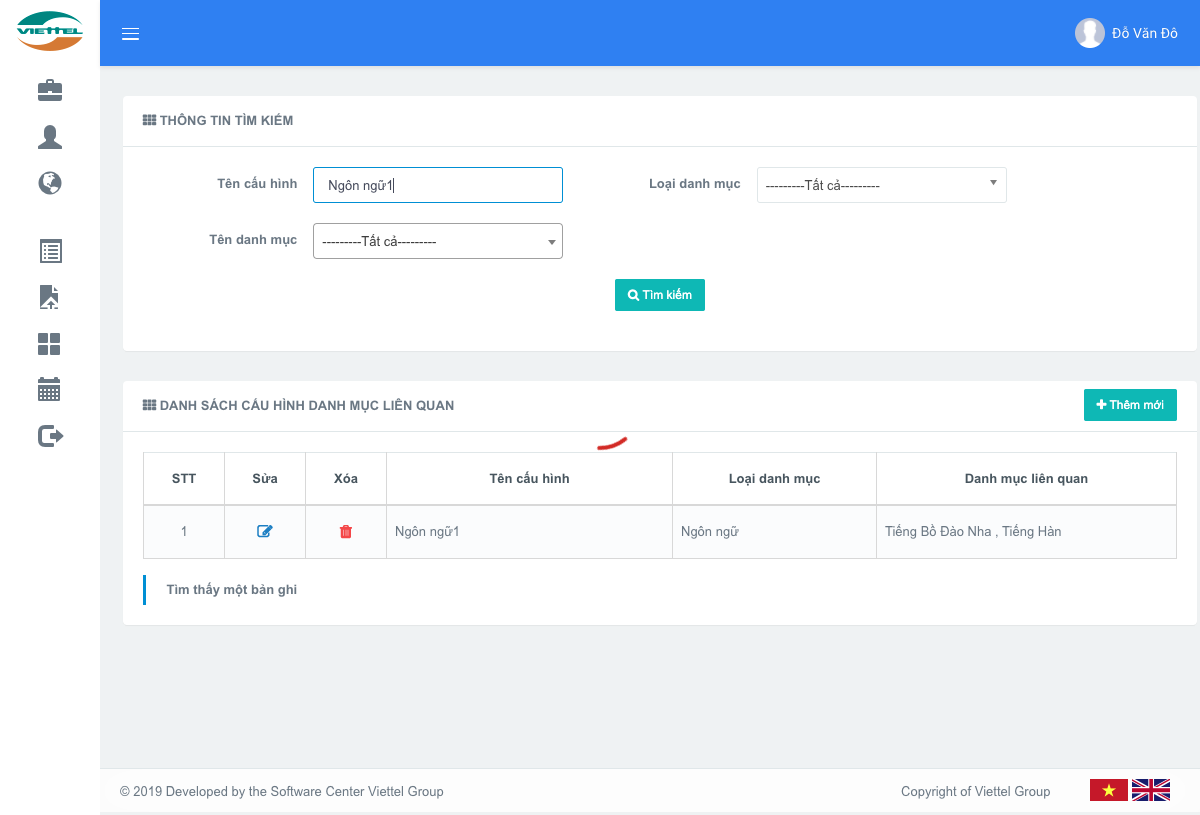 VIETTEL
Đỗ Văn Đô
THÔNG TIN TÌM KIẾM
Tên cấu hình
Ngôn ngữ1
Loại danh mục
---------Tất cả---------
Tên danh mục
---------Tất cả---------
Tìm kiếm
DANH SÁCH CẤU HÌNH DANH MỤC LIÊN QUAN
Thêm mới
STT Sửa Xóa Tên cấu hình Loại danh mục Danh mục liên quan
1 Ngôn ngữ1 Ngôn ngữ Tiếng Bồ Đào Nha , Tiếng Hàn
Tìm thấy một bản ghi
© 2019 Developed by the Software Center Viettel Group
Copyright of Viettel Group